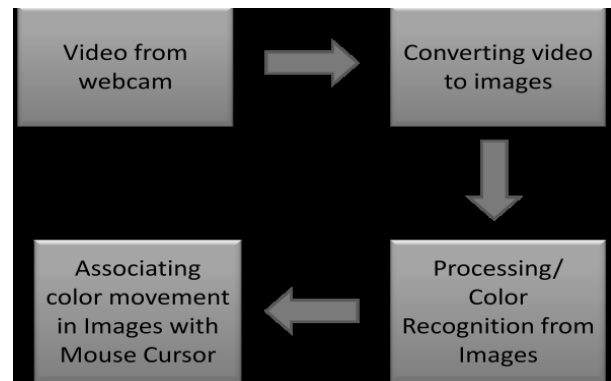 Video from
webcam
Converting video
to images
Processing/
Color
Recognition from
Images
Associating
color movement
in Images with
Mouse Cursor